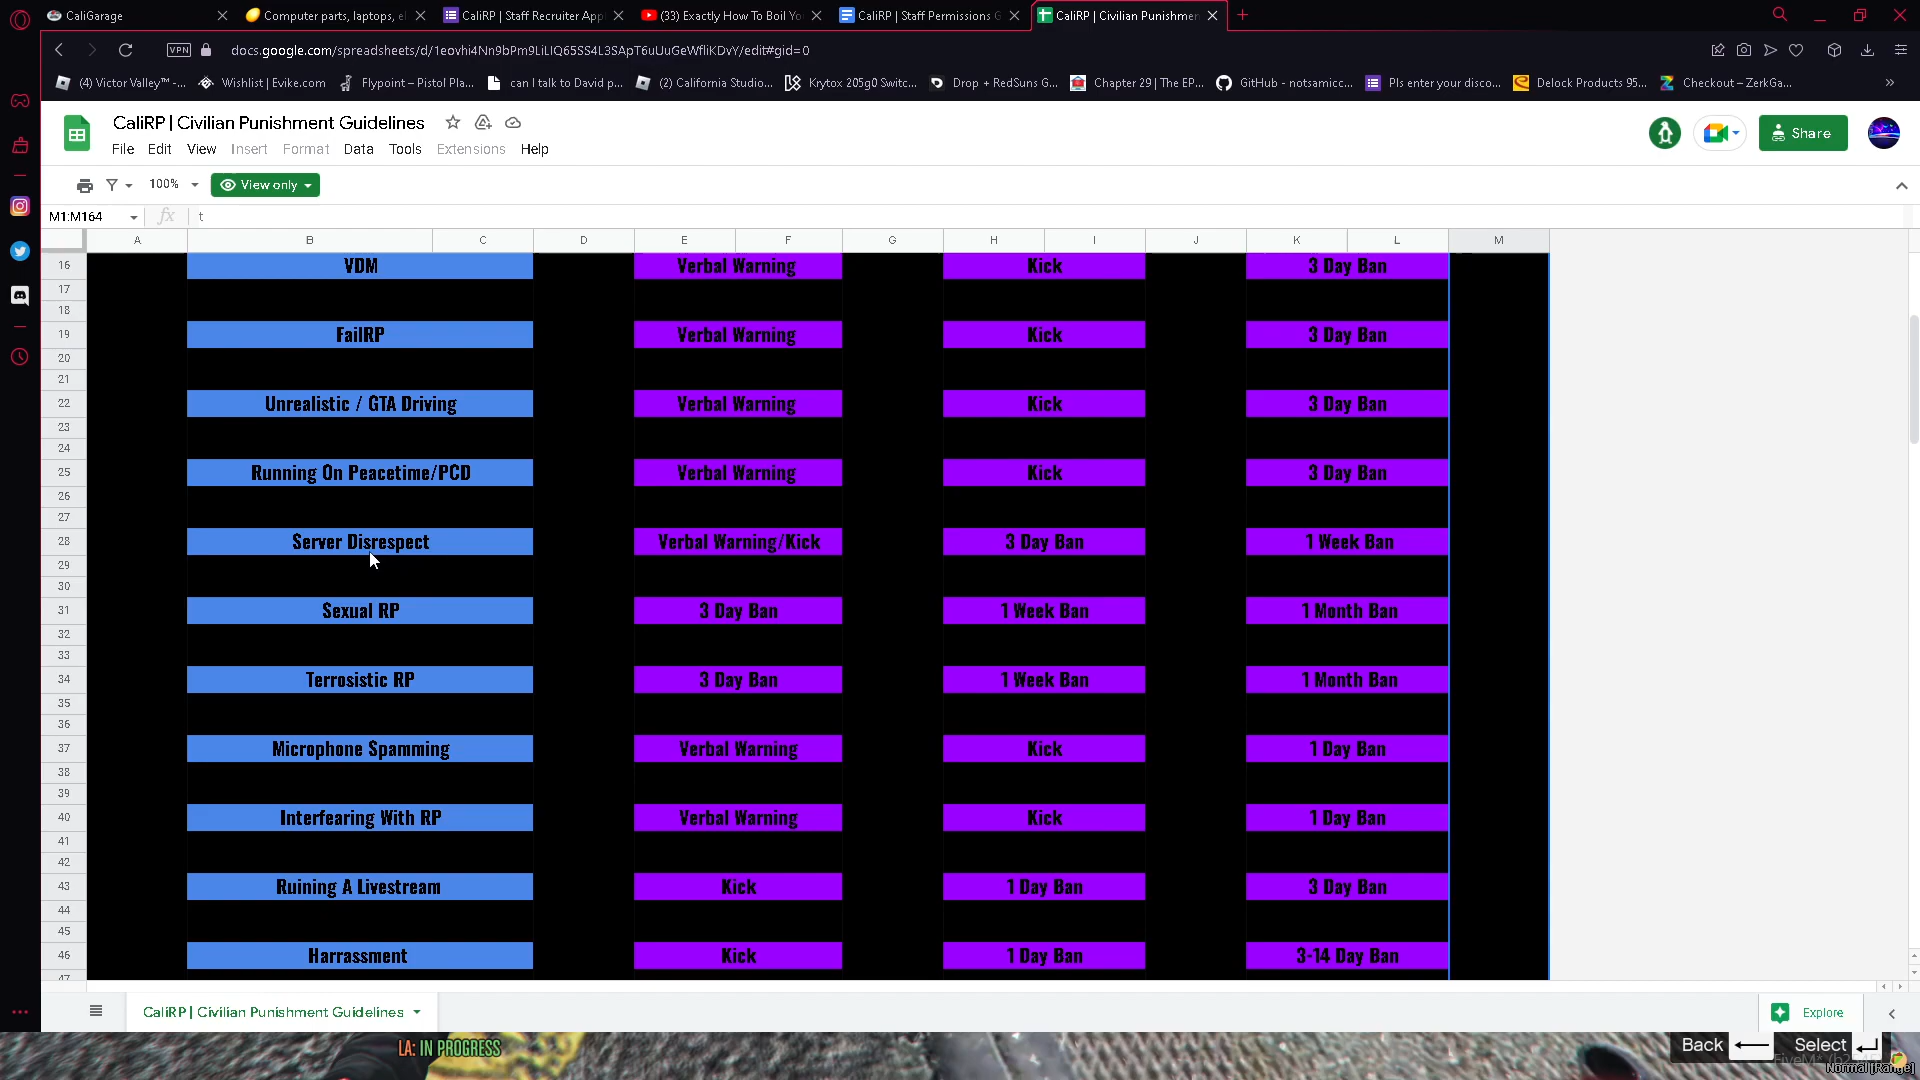 CaliGarage
Computer parts, laptops, el
CaliRP | Staff Recruiter App
(33) Exactly How To Boil Yo
CaliRP | Staff Permissions G
CaliRP | Civilian Punishmen
VPN
docs.google.com/spreadsheets/d/1eovhi4Nn9bPm9LiLIQ65SS4L3SApT6uUuGeWfliKDvY/edit#gid=0
(4) Victor Valley™ -...
Wishlist | Evike.com
Flypoint – Pistol Pla...
can I talk to David p...
(2) California Studio...
Krytox 205g0 Switc...
Drop + RedSuns G...
Chapter 29 | The EP...
GitHub - notsamicc...
Pls enter your disco...
Delock Products 95...
Checkout – ZerkGa...
CaliRP | Civilian Punishment Guidelines
File Edit View Insert Format Data Tools Extensions Help
Share
100%
View only
M1:M164
fx
t
A B C D E F G H I J K L M
16 VDM Verbal Warning Kick 3 Day Ban
17
18
19 FailRP Verbal Warning Kick 3 Day Ban
20
21
22 Unrealistic / GTA Driving Verbal Warning Kick 3 Day Ban
23
24
25 Running On Peacetime/PCD Verbal Warning Kick 3 Day Ban
26
27
28 Server Disrespect Verbal Warning/Kick 3 Day Ban 1 Week Ban
29
30
31 Sexual RP 3 Day Ban 1 Week Ban 1 Month Ban
32
33
34 Terrosistic RP 3 Day Ban 1 Week Ban 1 Month Ban
35
36
37 Microphone Spamming Verbal Warning Kick 1 Day Ban
38
39
40 Interfearing With RP Verbal Warning Kick 1 Day Ban
41
42
43 Ruining A Livestream Kick 1 Day Ban 3 Day Ban
44
45
46 Harrassment Kick 1 Day Ban 3-14 Day Ban
47
CaliRP | Civilian Punishment Guidelines
Explore
LA: IN PROGRESS
Back Select
Normal [Range]